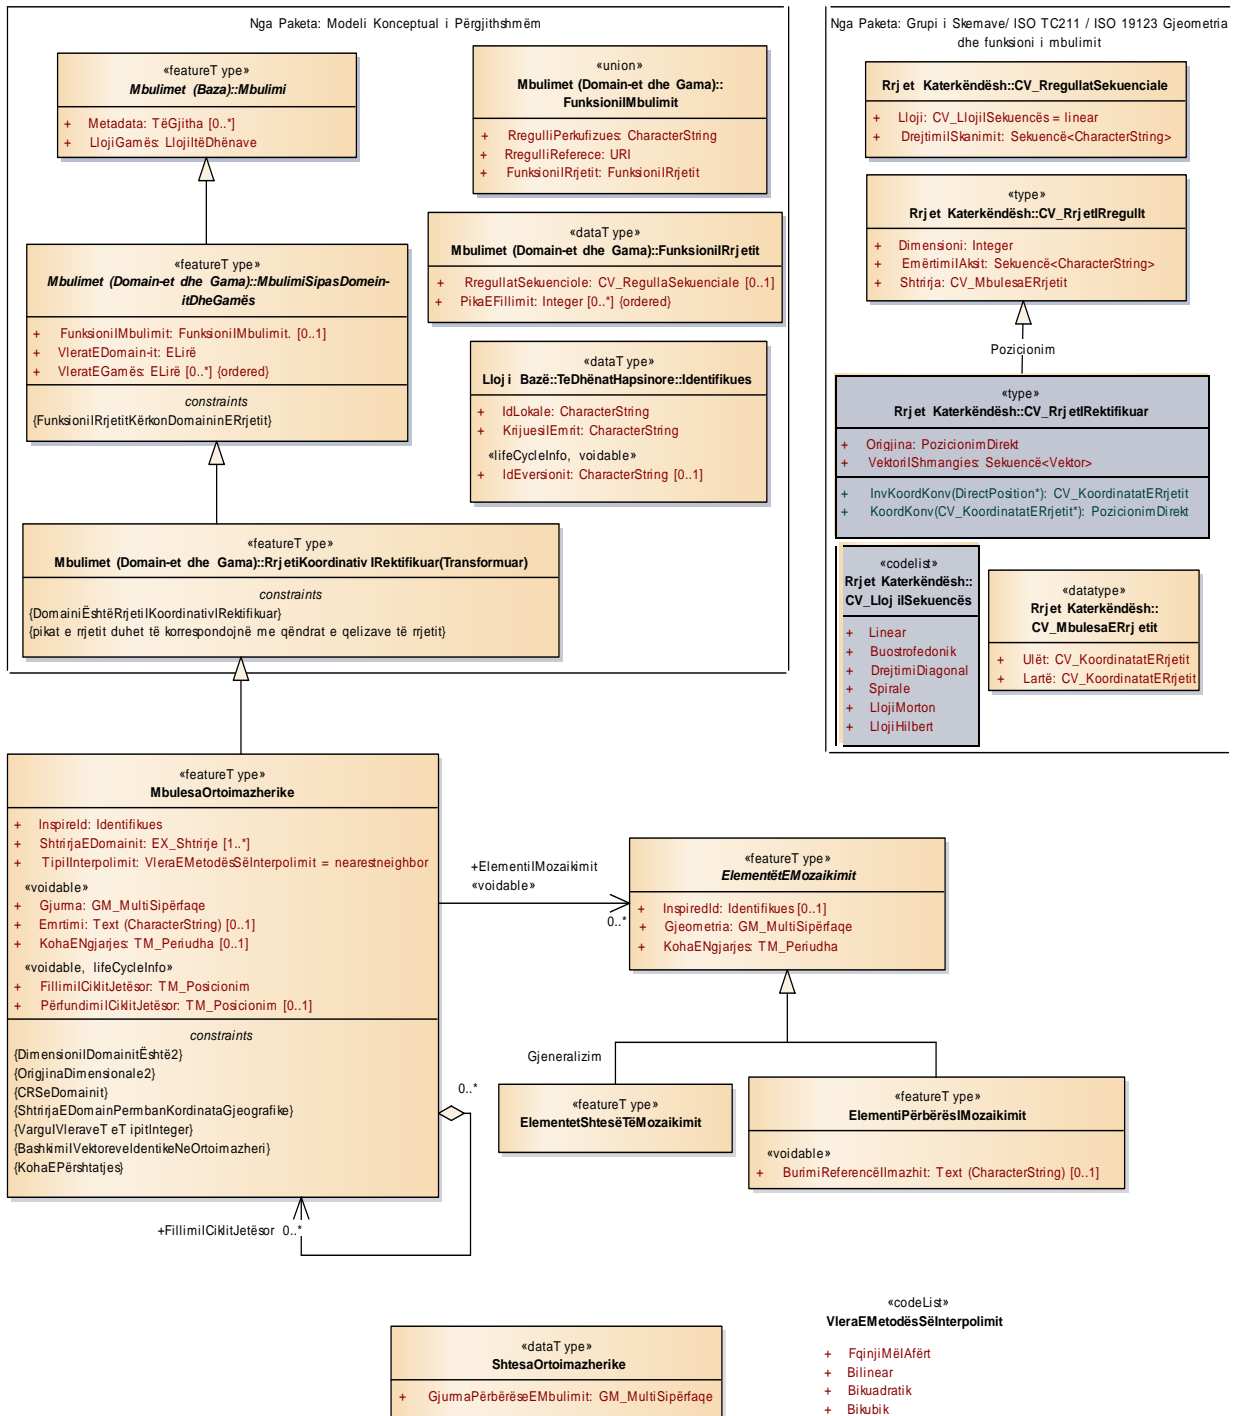 Nga Paketa: Modeli Konceptual i Përgjithshmëm
«featureType»
Mbulimet (Baza)::Mbulimi
+ Metadata: TëGjitha [0..*]
+ LlojiGamës: LlojiItëDhënave
«union»
Mbulimet (Domain-et dhe Gama)::
FunksioniIMbulimit
+ RregulliPerkufizues: CharacterString
+ RregulliReferece: URI
+ FunksioniIRrjetit: FunksioniIRrjetit
«featureType»
Mbulimet (Domain-et dhe Gama)::MbulimiSipasDomein-
itDheGamës
+ FunksioniIMbulimit: FunksioniIMbulimit. [0..1]
+ VleratEDomain-it: ELirë
+ VleratEGamës: ELirë [0..*] {ordered}
constraints
{FunksioniIRrjetitKërkonDomaininERrjetit}
«dataType»
Mbulimet (Domain-et dhe Gama)::FunksioniIRrjetit
+ RregullatSekuenciole: CV_RegullaSekuenciale [0..1]
+ PikaEFillimit: Integer [0..*] {ordered}
«dataType»
Lloji Bazë::TeDhënatHapsinore::Identifikues
+ IdLokale: CharacterString
+ KrijuesiIEmrit: CharacterString
«lifeCycleInfo, voidable»
+ IdEversionit: CharacterString [0..1]
«featureType»
Mbulimet (Domain-et dhe Gama)::RrjetiKoordinativIRektifikuar(Transformuar)
constraints
{DomainiËshtëRrjetiIKoordinativIRektifikuar}
{pikat e rrjetit duhet të korrespodojnë me qëndrat e qelizave të rrjetit}
Nga Paketa: Grupi i Skemave/ ISO TC211 / ISO 19123 Gjeometria
dhe funksioni i mbulimit
Rrjet Katerkëndësh::CV_RregullatSekuenciale
+ Lloji: CV_LlojiISekuencës = linear
+ DrejtimiISkanimit: Sekuencë<CharacterString>
«type»
Rrjet Katerkëndësh::CV_RrjetIRregullt
+ Dimensioni: Integer
+ EmërtimiIAksit: Sekuencë<CharacterString>
+ Shtrirja: CV_MbulesaERrjetit
Pozicionim
«type»
Rrjet Katerkëndësh::CV_RrjetIRektifikuar
+ Origjina: PozicionimDirekt
+ VektoriIShmangies: Sekuencë<Vektor>
+ InvKoordKonv(DirectPosition*): CV_KoordinatatERrjetit
+ KoordKonv(CV_KoordinatatERrjetit*): PozicionimDirekt
«codelist»
Rrjet Katerkëndësh::
CV_LlojiISekuencës
+ Linear
+ Buostrofedonik
+ DrejtimiDiagonal
+ Spirale
+ LlojiMorton
+ LlojiHilbert
«datatype»
Rrjet Katerkëndësh::
CV_MbulesaERrjetit
+ Ulët: CV_KoordinatatERrjetit
+ Lartë: CV_KoordinatatERrjetit
«featureType»
MbulesaOrtoimazherike
+ InspireId: Identifikues
+ ShtrirjaEDomainit: EX_Shtrirje [1..*]
+ TipiIInterpolimit: VleraEMetodësSëInterpolimit = nearestneighbor
«voidable»
+ Gjurma: GM_MultiSipërfaqe
+ Emrtimi: Text (CharacterString) [0..1]
+ KohaENgjarjes: TM_Periudha [0..1]
«voidable, lifeCycleInfo»
+ FillimiICiklitJetësor: TM_Posicionim
+ PërfundimiICiklitJetësor: TM_Posicionim [0..1]
constraints
{DimensioniIDomainitËshtë2}
{OrigjinaDimensionale2}
{CRSeDomainit}
{ShtrirjaEDomainPermbanKordinataGjeografike}
{VarguIVleraveTeTipitInteger}
{BashkimiIVektoreveIdentikeNeOrtoimazheri}
{KohaEPërshtatjes}
+ElementiIMozaikimit
«voidable»
0..*
«featureType»
ElementëtEMozaikimit
+ InspiredId: Identifikues [0..1]
+ Gjeometria: GM_MultiSipërfaqe
+ KohaENgjarjes: TM_Periudha
Gjeneralizim
«featureType»
ElementetShtesëTëMozaikimit
«featureType»
ElementiPërbërësIMozaikimit
«voidable»
+ BurimiReferencëIImazhit: Text (CharacterString) [0..1]
0..*
+FillimiICiklitJetësor 0..*
«dataType»
ShtesaOrtoimazherike
+ GjurmaPërbërëseEMbulimit: GM_MultiSipërfaqe
«codeList»
VleraEMetodësSëInterpolimit
+ FqinjiMëIAfërt
+ Bilinear
+ Bikuadratik
+ Bikubik